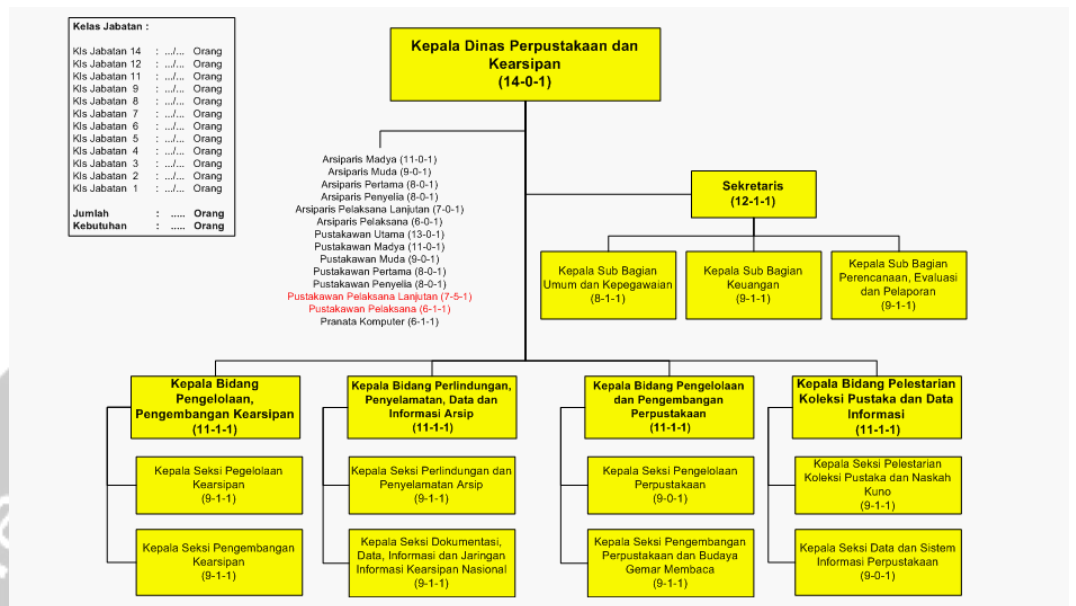 Kelas Jabatan :
Kls Jabatan 14 : .../... Orang
Kls Jabatan 12 : .../... Orang
Kls Jabatan 11 : .../... Orang
Kls Jabatan 9 : .../... Orang
Kls Jabatan 8 : .../... Orang
Kls Jabatan 7 : .../... Orang
Kls Jabatan 6 : .../... Orang
Kls Jabatan 5 : .../... Orang
Kls Jabatan 4 : .../... Orang
Kls Jabatan 3 : .../... Orang
Kls Jabatan 2 : .../... Orang
Kls Jabatan 1 : .../... Orang
Jumlah : ..... Orang
Kebutuhan : ..... Orang
Kepala Dinas Perpustakaan dan
Kearsipan
(14-0-1)
Arsiparis Madya (11-0-1)
Arsiparis Muda (9-0-1)
Arsiparis Pertama (8-0-1)
Arsiparis Penyelia (8-0-1)
Arsiparis Pelaksana Lanjutan (7-0-1)
Arsiparis Pelaksana (6-0-1)
Pustakawan Utama (13-0-1)
Pustakawan Madya (11-0-1)
Pustakawan Muda (9-0-1)
Pustakawan Pertama (8-0-1)
Pustakawan Penyelia (8-0-1)
Pustakawan Pelaksana Lanjutan (7-5-1)
Pustakawan Pelaksana (6-1-1)
Pranata Komputer (6-1-1)
Sekretaris
(12-1-1)
Kepala Sub Bagian
Umum dan Kepegawaian
(8-1-1)
Kepala Sub Bagian
Keuangan
(9-1-1)
Kepala Sub Bagian
Perencanaan, Evaluasi
dan Pelaporan
(9-1-1)
Kepala Bidang
Pengelolaan,
Pengembangan Kearsipan
(11-1-1)
Kepala Seksi Pegelolaan
Kearsipan
(9-1-1)
Kepala Seksi Pengembangan
Kearsipan
(9-1-1)
Kepala Bidang Perlindungan,
Penyelamatan, Data dan
Informasi Arsip
(11-1-1)
Kepala Seksi Perlindungan dan
Penyelamatan Arsip
(9-1-1)
Kepala Seksi Dokumentasi,
Data, Informasi dan Jaringan
Informasi Kearsipan Nasional
(9-1-1)
Kepala Bidang Pengelolaan
dan Pengembangan
Perpustakaan
(11-1-1)
Kepala Seksi Pengelolaan
Perpustakaan
(9-0-1)
Kepala Seksi Pengembangan
Perpustakaan dan Budaya
Gemar Membaca
(9-1-1)
Kepala Bidang Pelestarian
Koleksi Pustaka dan Data
Informasi
(11-1-1)
Kepala Seksi Pelestarian
Koleksi Pustaka dan Naskah
Kuno
(9-1-1)
Kepala Seksi Data dan Sistem
Informasi Perpustakaan
(9-0-1)